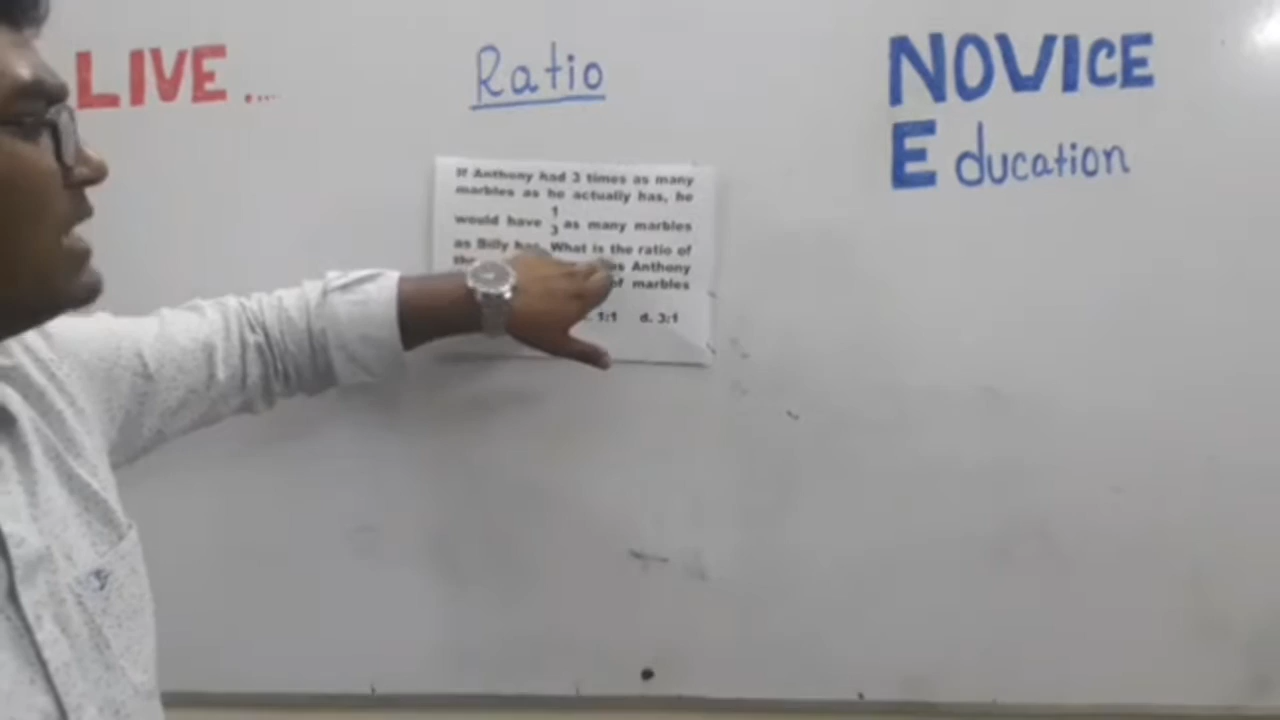 LIVE...
Ratio
NOVICE
Education
If Anthony had 3 times as many
marbles as he actually has, he
would have 1/3 as many marbles
as Billy has. What is the ratio of
Anthony
of marbles
1:1 d. 3:1